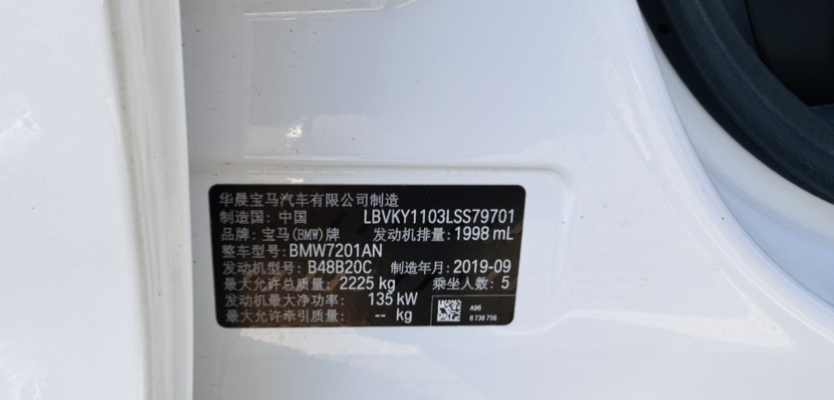 华晨宝马汽车有限公司制造
制造国: 中国 LBVKY1103LSS79701
品牌: 宝马(BMW)牌 发动机排量: 1998 mL
整车型号: BMW7201AN
发动机型号: B48B20C 制造年月: 2019-09
最大允许总质量: 2225 kg 乘坐人数: 5
发动机最大净功率: 135 kW
最大允许牵引质量: -- kg
A96
8 738 756